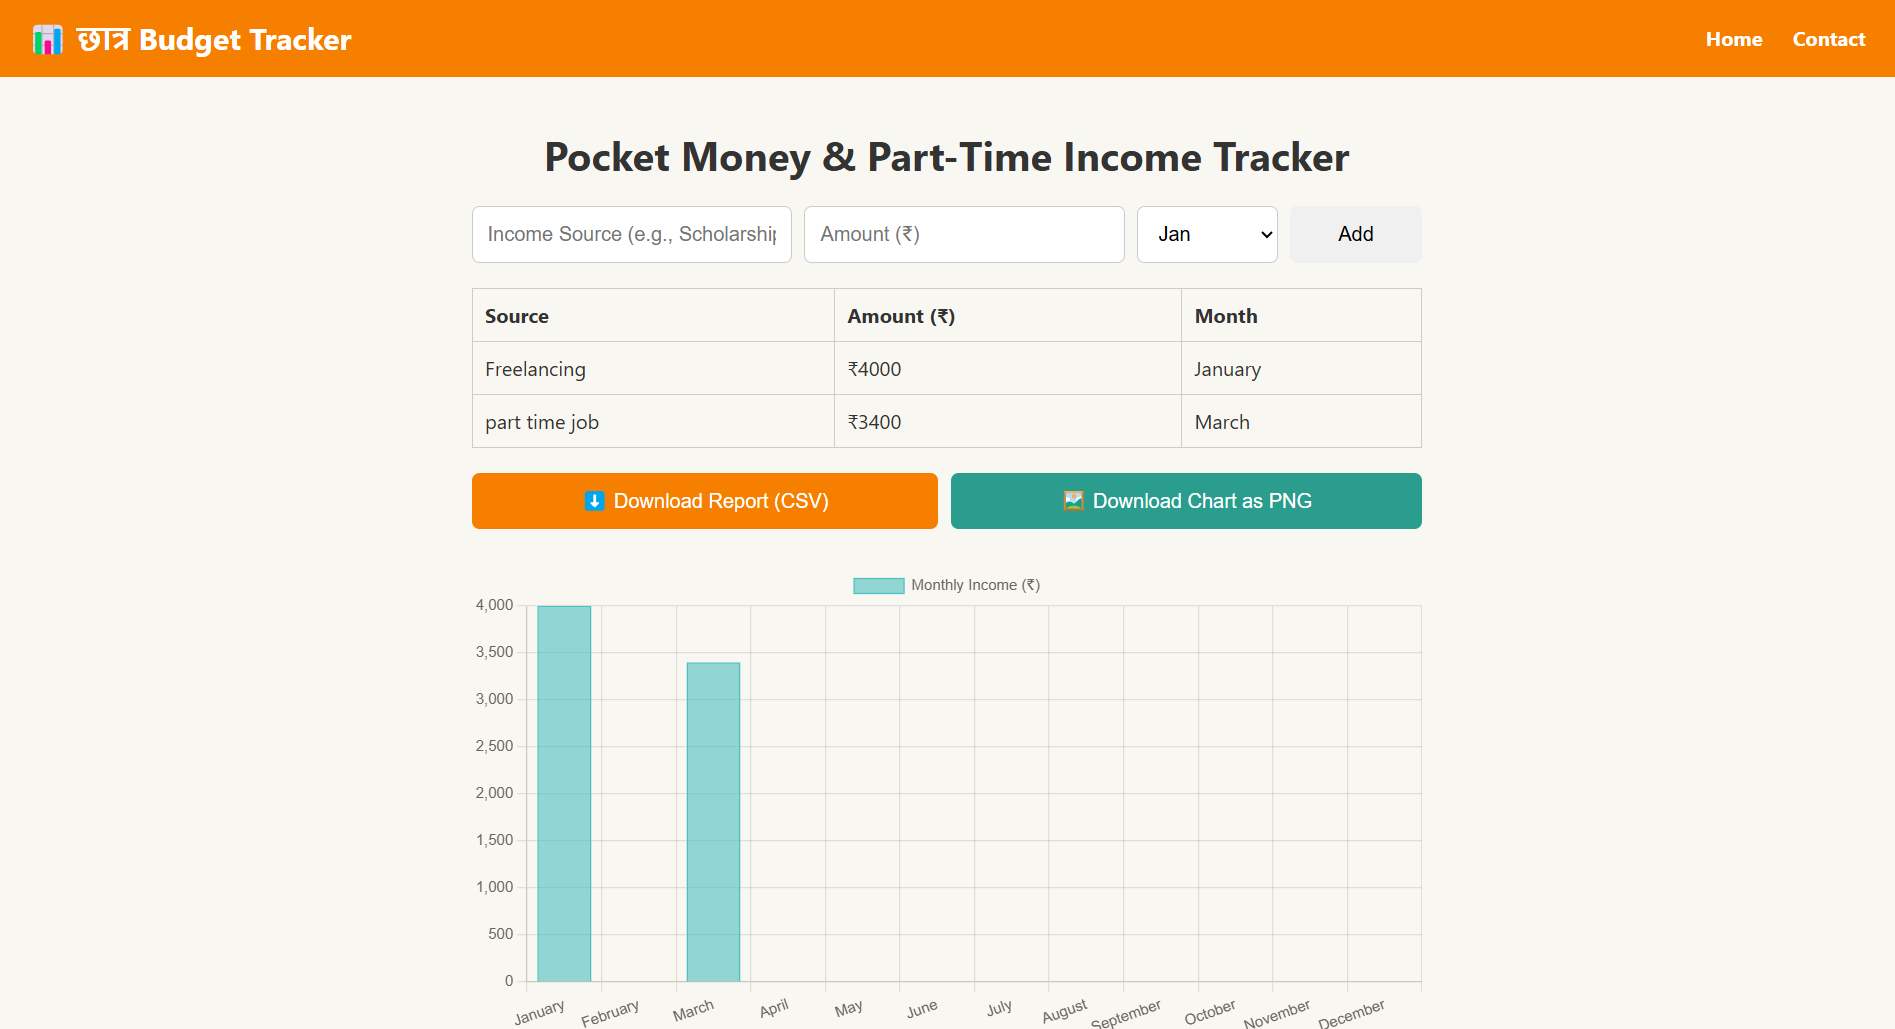 छात्र Budget Tracker
Home Contact
Pocket Money & Part-Time Income Tracker
Income Source (e.g., Scholarship Amount (₹) Jan Add
Source Amount (₹) Month
Freelancing ₹4000 January
part time job ₹3400 March
Download Report (CSV) Download Chart as PNG
Monthly Income (₹)
4,000
3,500
3,000
2,500
2,000
1,500
1,000
500
0
January February March April May June July August September October November December